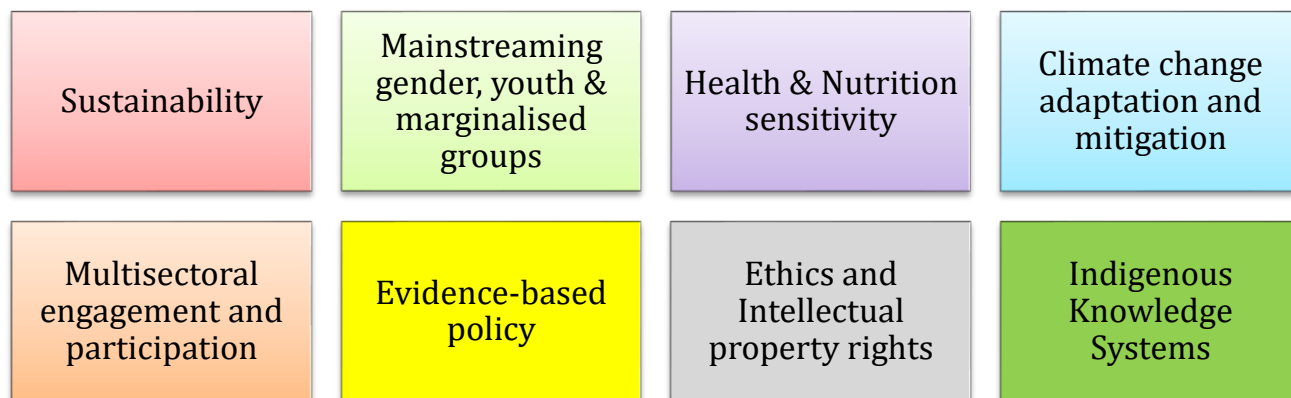 Sustainability
Mainstreaming
gender, youth &
marginalised
groups
Health & Nutrition
sensitivity
Climate change
adaptation and
mitigation
Multisectoral
engagement and
participation
Evidence-based
policy
Ethics and
Intellectual
property rights
Indigenous
Knowledge
Systems